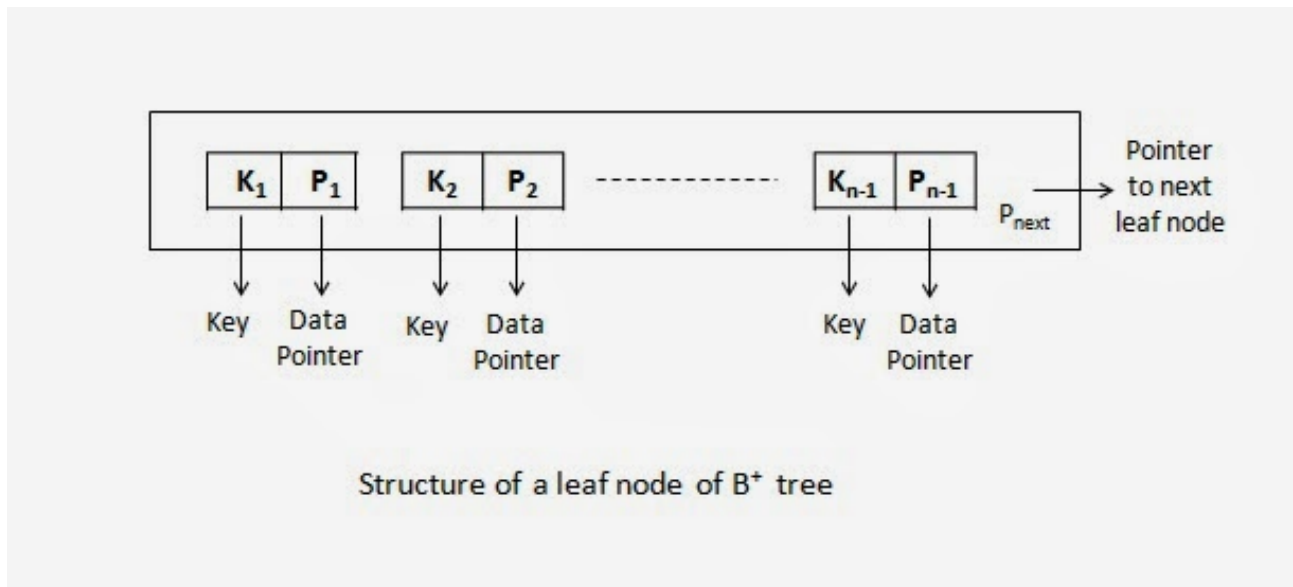 K₁ P₁ K₂ P₂ Kₙ₋₁ Pₙ₋₁
Pₙₑₓₜ
Pointer
to next
leaf node
Key Data Pointer
Key Data Pointer
Key Data Pointer
Structure of a leaf node of B⁺ tree